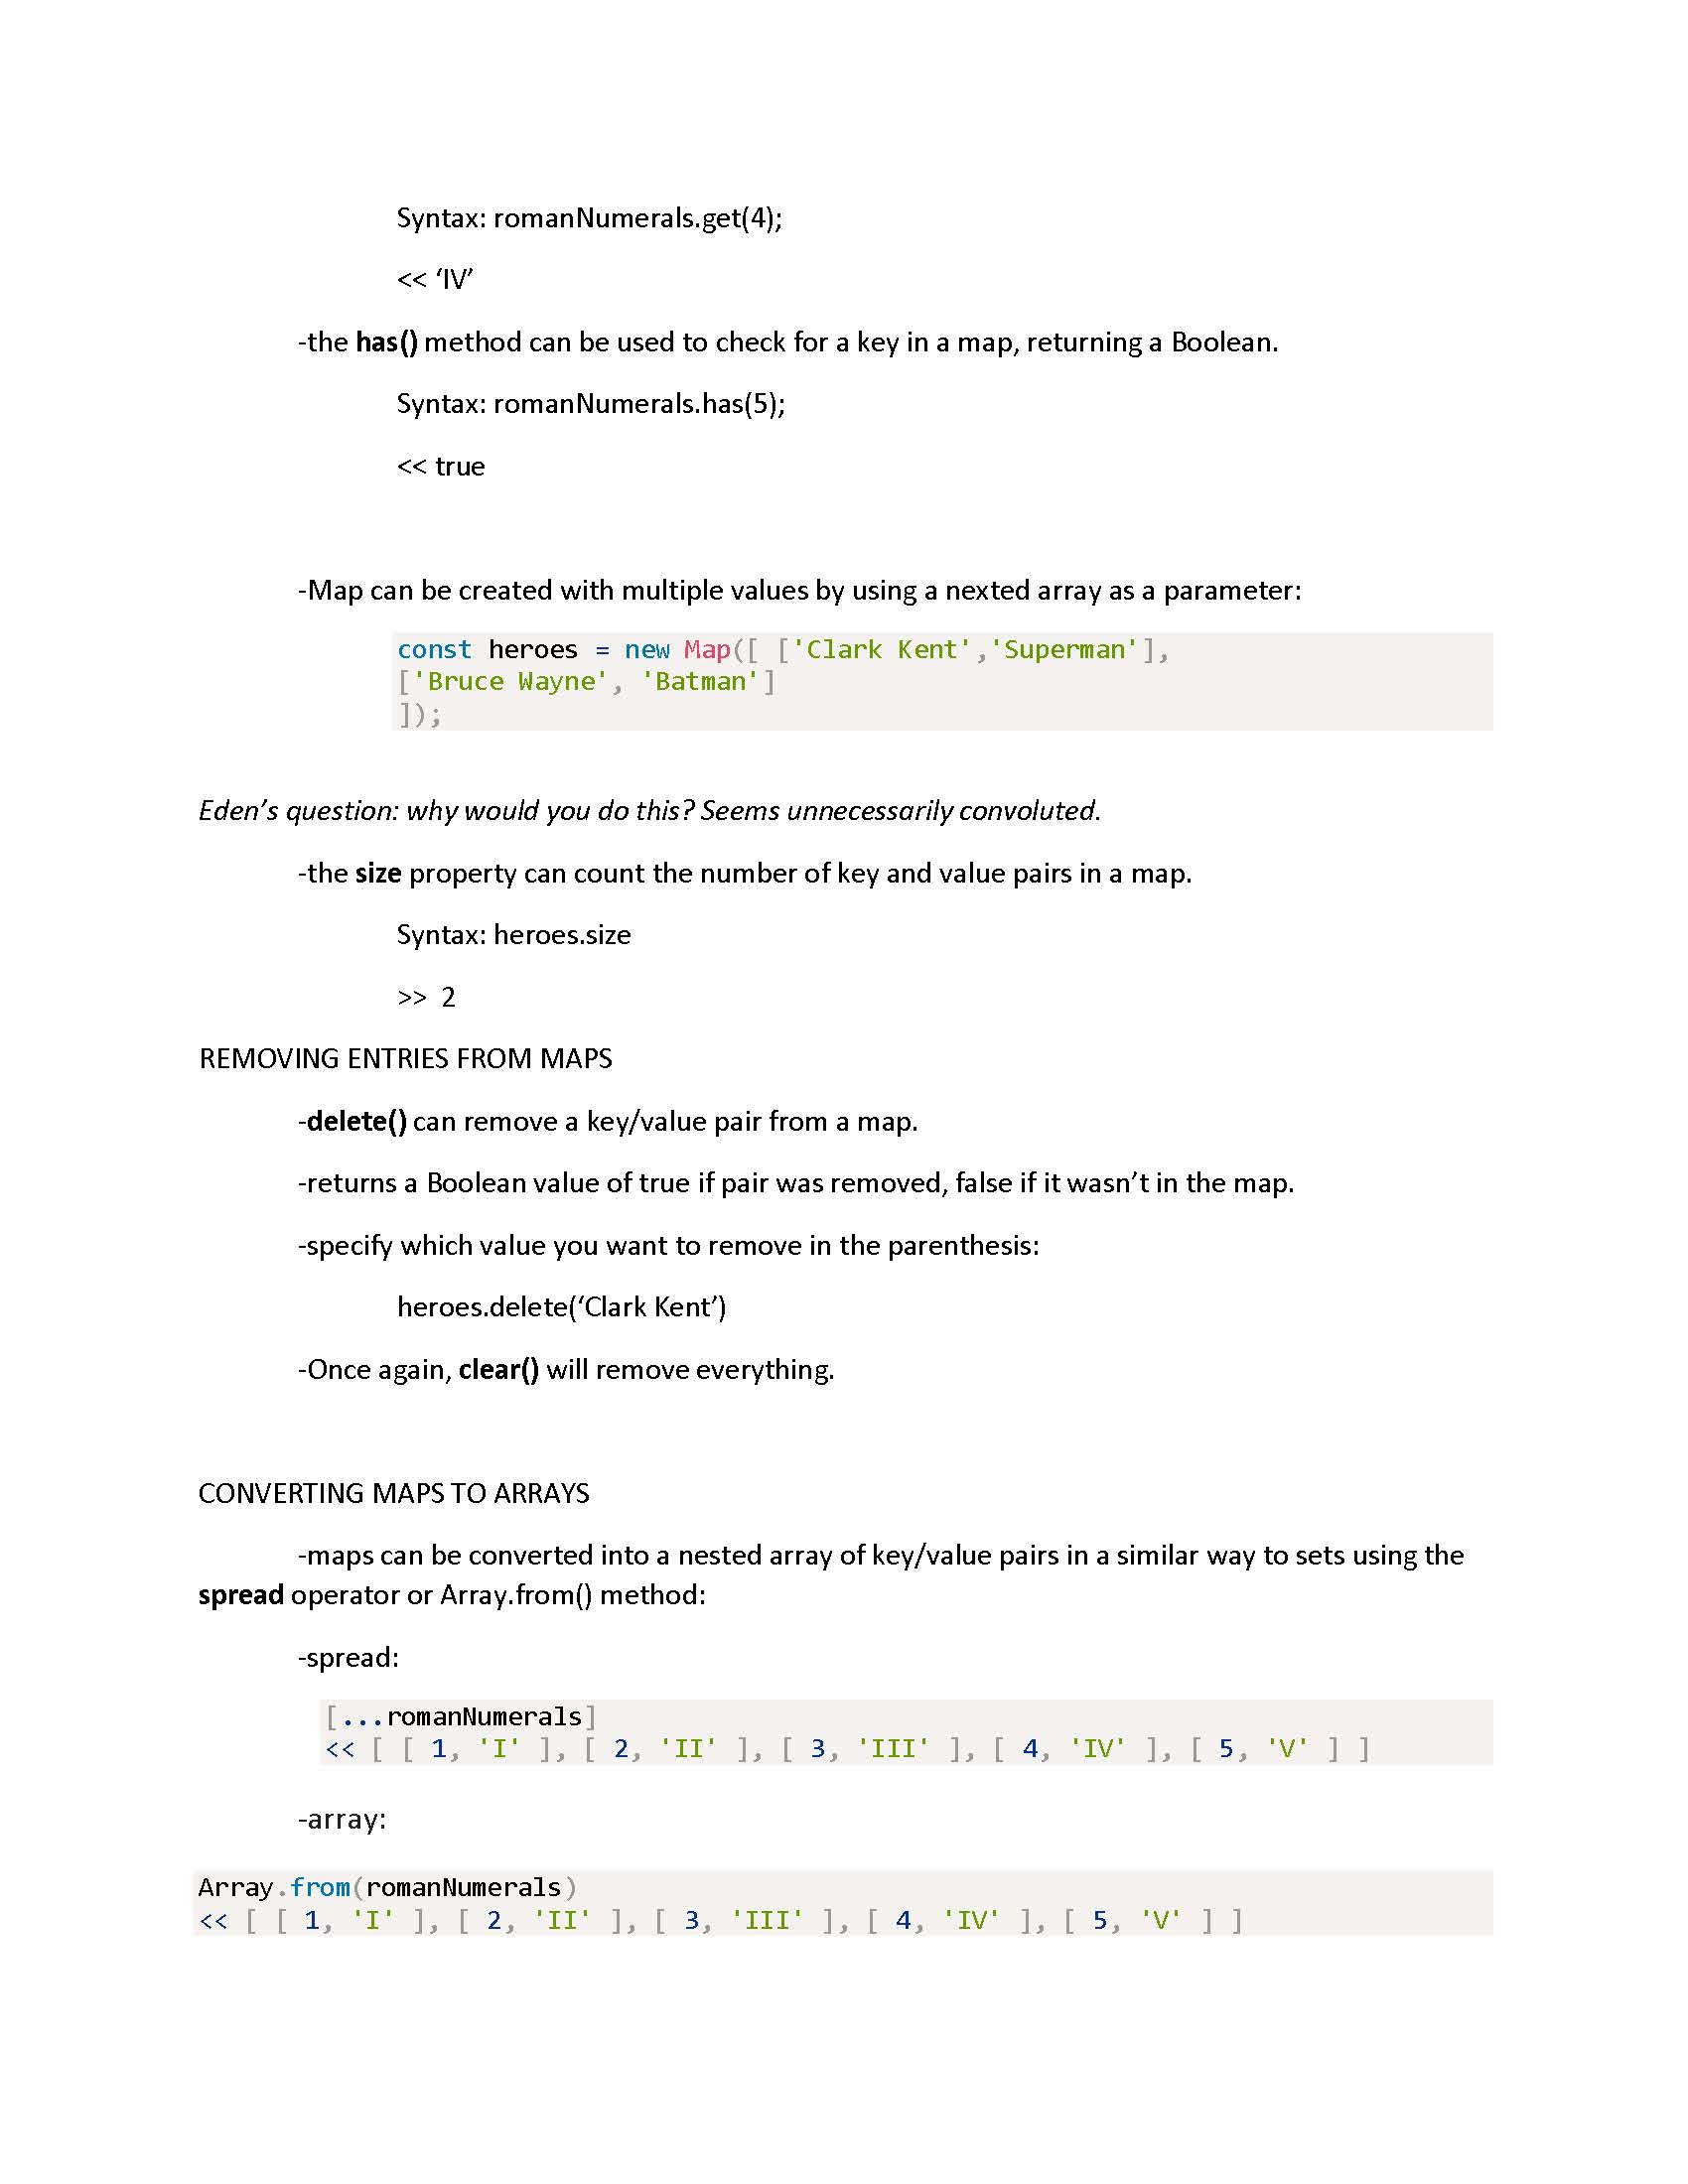 Syntax: romanNumerals.get(4);
<< ‘IV’
-the has() method can be used to check for a key in a map, returning a Boolean.
Syntax: romanNumerals.has(5);
<< true
-Map can be created with multiple values by using a nexted array as a parameter:
const heroes = new Map([ ['Clark Kent','Superman'],
['Bruce Wayne', 'Batman']
]);
Eden’s question: why would you do this? Seems unnecessarily convoluted.
-the size property can count the number of key and value pairs in a map.
Syntax: heroes.size
>> 2
REMOVING ENTRIES FROM MAPS
-delete() can remove a key/value pair from a map.
-returns a Boolean value of true if pair was removed, false if it wasn’t in the map.
-specify which value you want to remove in the parenthesis:
heroes.delete(‘Clark Kent’)
-Once again, clear() will remove everything.
CONVERTING MAPS TO ARRAYS
-maps can be converted into a nested array of key/value pairs in a similar way to sets using the
spread operator or Array.from() method:
-spread:
[...romanNumerals]
<< [ [ 1, 'I' ], [ 2, 'II' ], [ 3, 'III' ], [ 4, 'IV' ], [ 5, 'V' ] ]
-array:
Array.from(romanNumerals)
<< [ [ 1, 'I' ], [ 2, 'II' ], [ 3, 'III' ], [ 4, 'IV' ], [ 5, 'V' ] ]